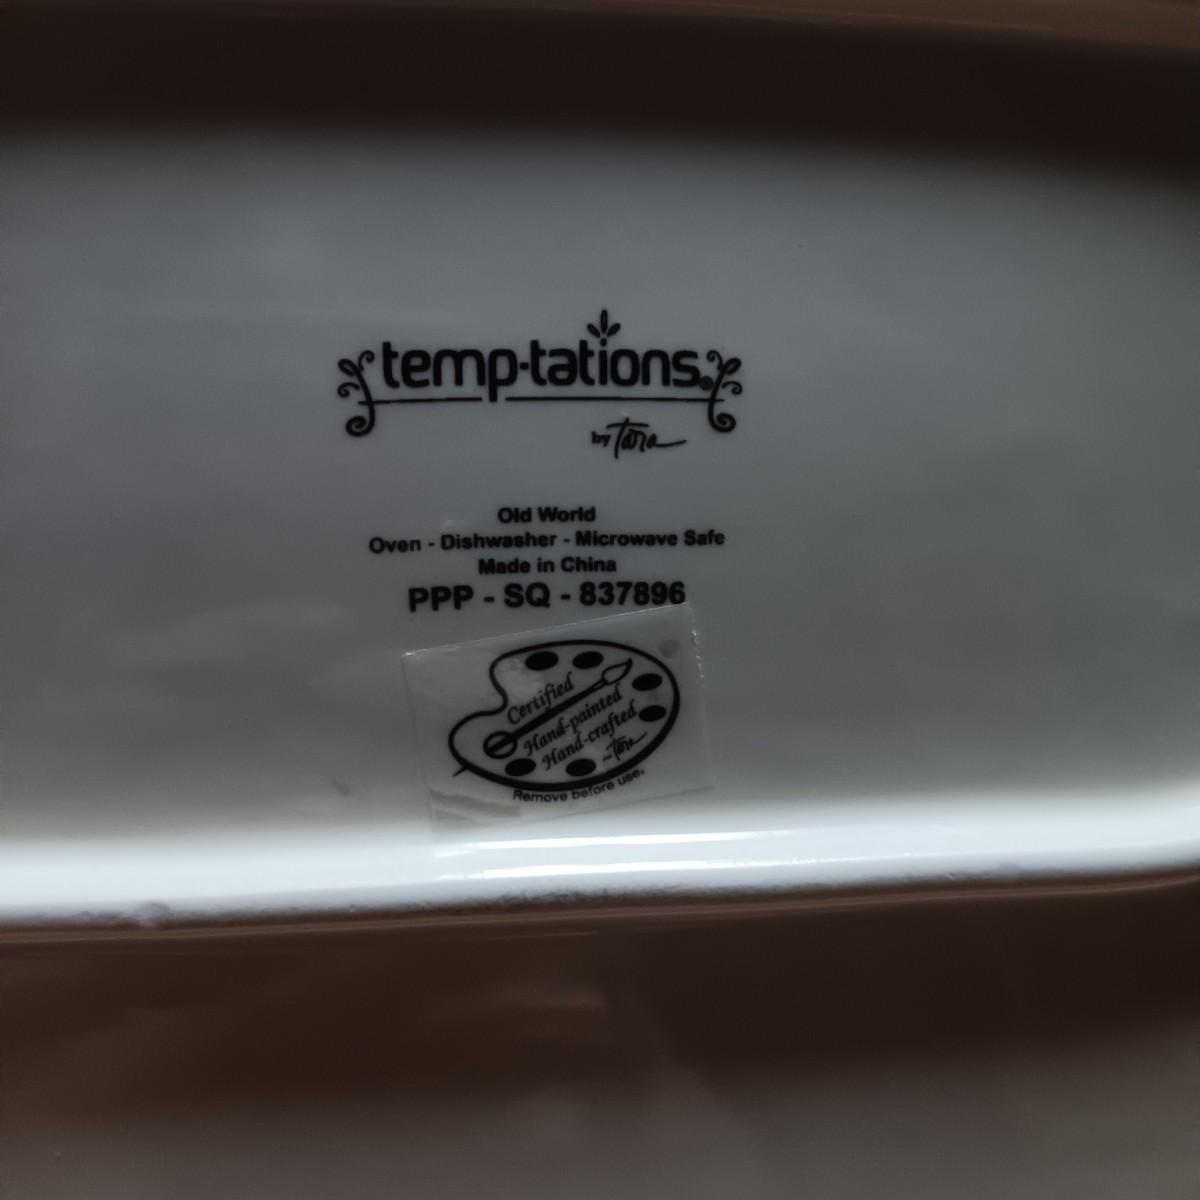 temp-tations®
by Tara
Old World
Oven - Dishwasher - Microwave Safe
Made in China
PPP - SQ - 837896
Certified
Hand-painted
Hand-crafted
~Tara
Remove before use.